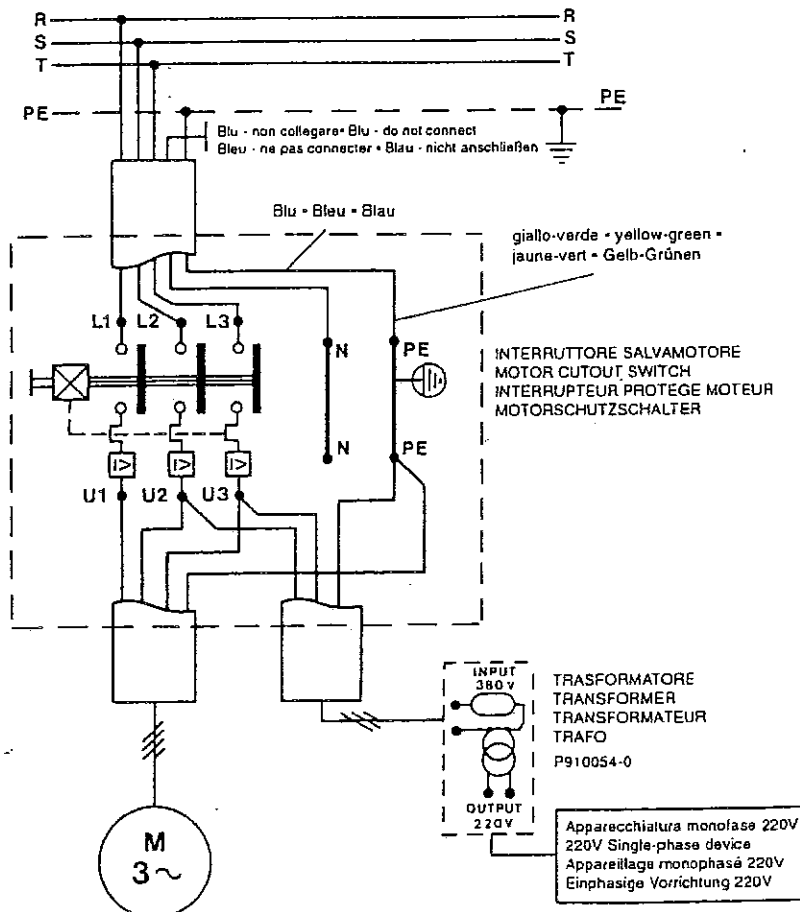 R R
S S
T T
PE PE
Blu - non collegare • Blu - do not connect
Bleu - ne pas connecter • Blau - nicht anschließen
Blu - Bleu - Blau
giallo-verde - yellow-green -
jaune-vert - Gelb-Grünen
L1 L2 L3
N PE
INTERRUTTORE SALVAMOTORE
MOTOR CUTOUT SWITCH
INTERRUPTEUR PROTEGE MOTEUR
MOTORSCHUTZSCHALTER
N PE
I> I> I>
U1 U2 U3
INPUT
380 V
TRASFORMATORE
TRANSFORMER
TRANSFORMATEUR
TRAFO
P910054-0
OUTPUT
220V
M
3~
Apparecchiatura monofase 220V
220V Single-phase device
Appareillage monophasé 220V
Einphasige Vorrichtung 220V